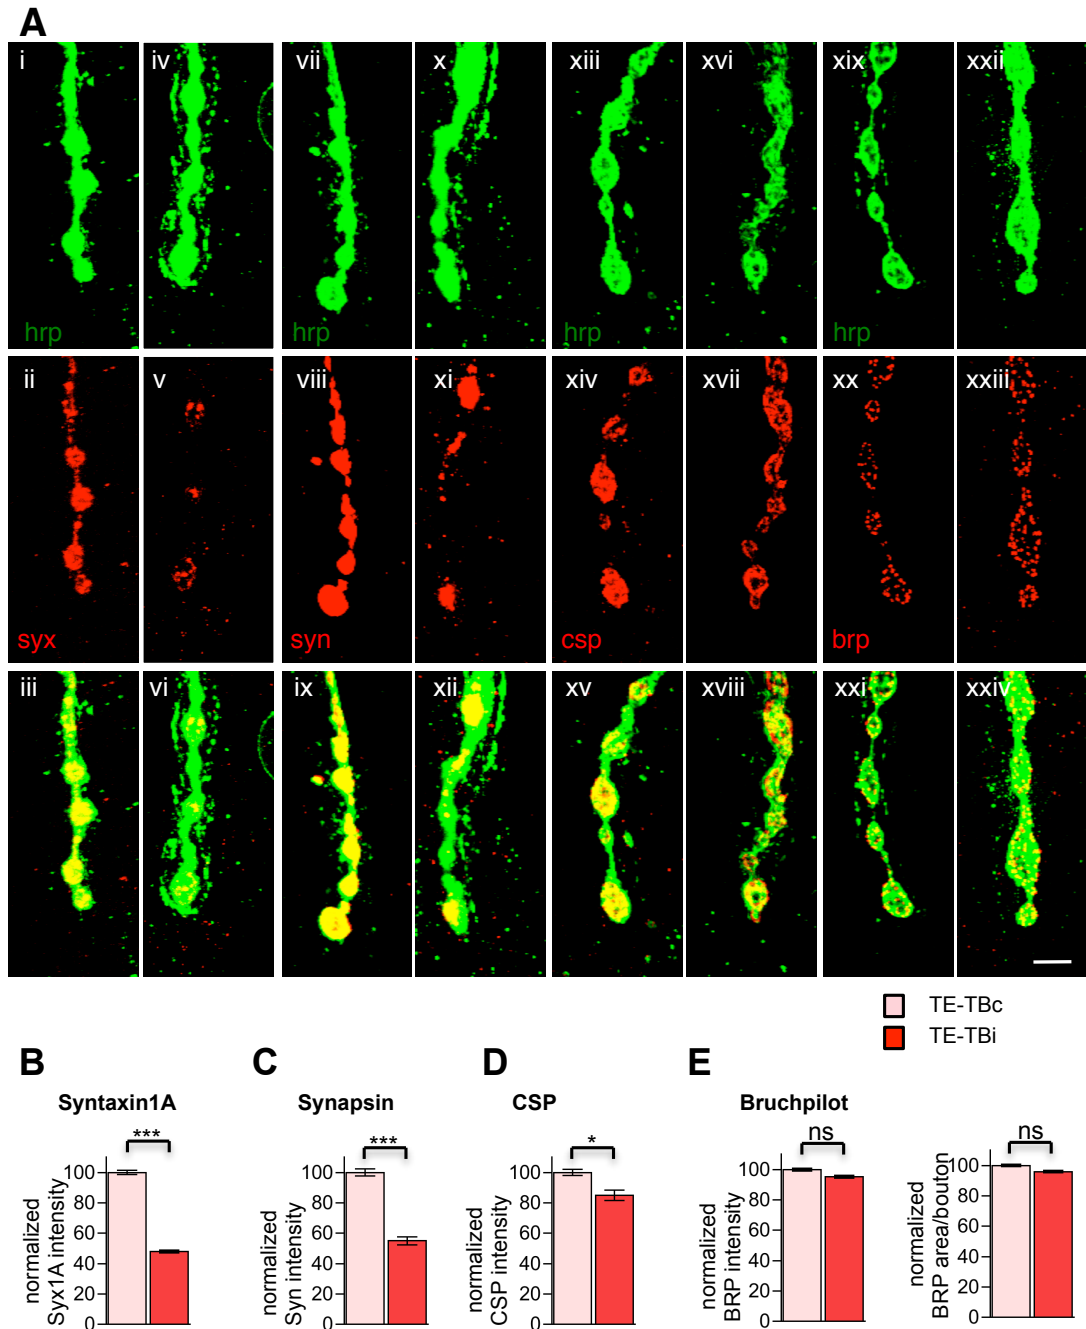 A
i iv vii x xiii xvi xix xxii
hrp hrp hrp hrp
ii v viii xi xiv xvii xx xxiii
syx syn csp brp
iii vi ix xii xv xviii xxi xxiv
TE-TBc
TE-TBi
B C D E
Syntaxin1A Synapsin CSP Bruchpilot
*** *** * ns ns
normalized
Syx1A intensity
100
80
60
40
20
0
normalized
Syn intensity
100
80
60
40
20
0
normalized
CSP intensity
100
80
60
40
20
0
normalized
BRP intensity
100
80
60
40
20
0
normalized
BRP area/bouton
100
80
60
40
20
0